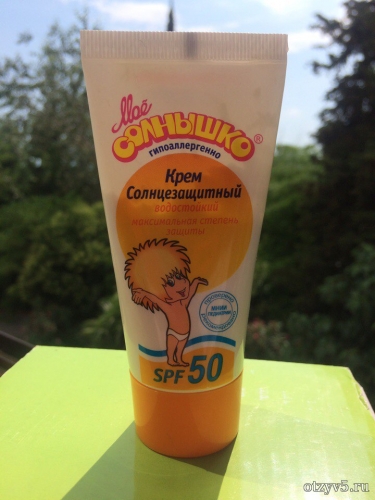 Моё
СОЛНЫШКО®
гипоаллергенно
Крем
Солнцезащитный
водостойкий
максимальная степень
защиты
SPF 50
otzyv5.ru